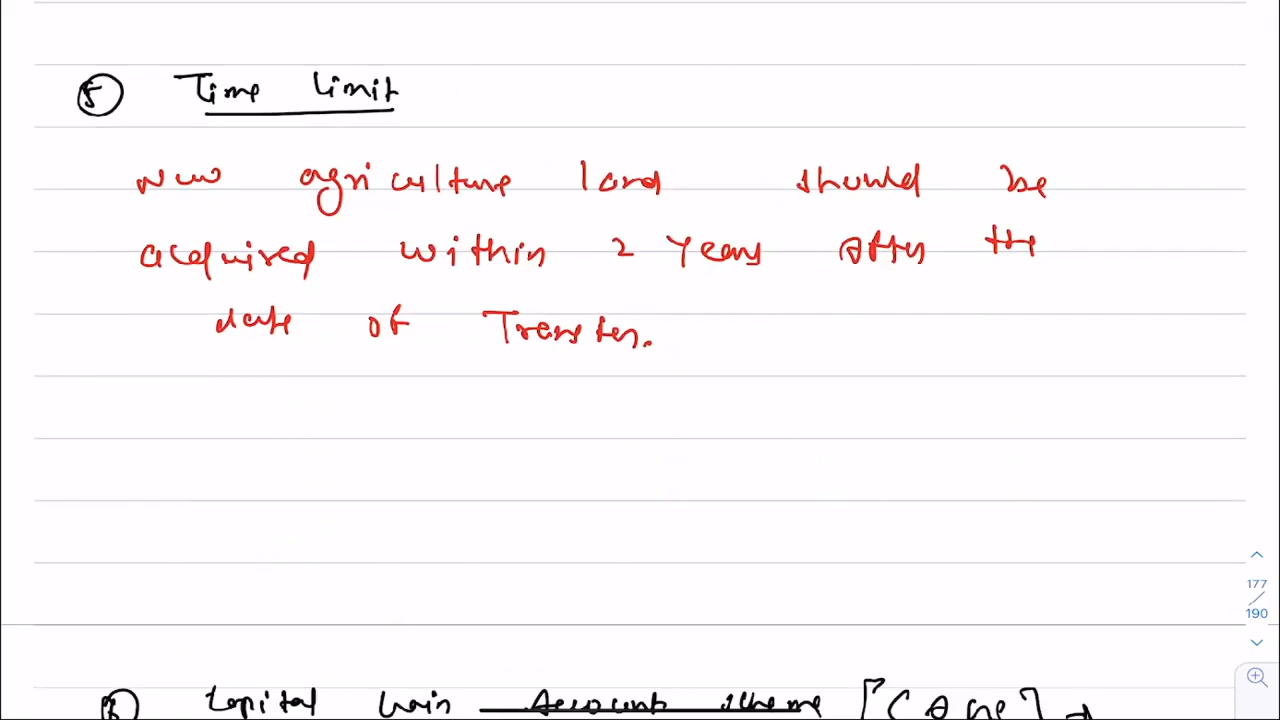 5 Time Limit
New agriculture land should be
acquired within 2 Years After the
date of Transfer.
177
190
Capital Gain Account Scheme